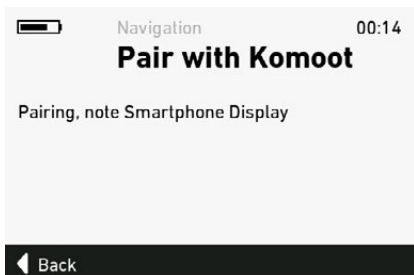 Navigation 00:14
Pair with Komoot
Pairing, note Smartphone Display
Back